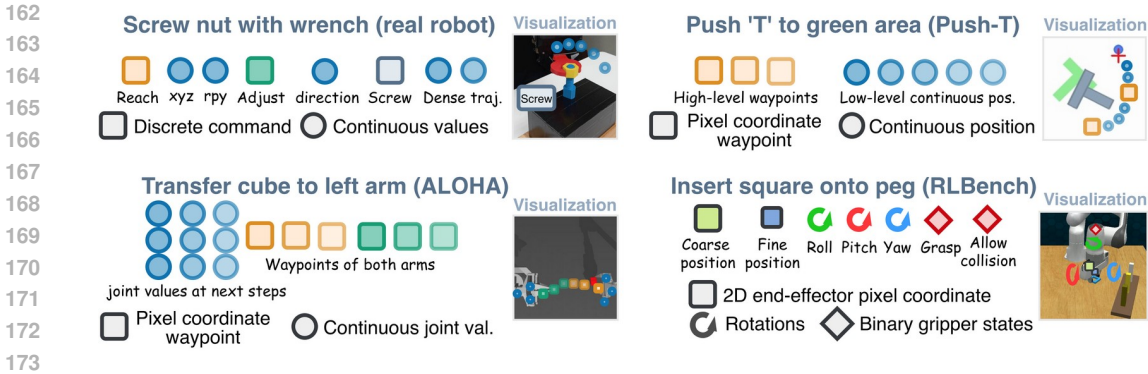 162
163
164
165
166
167
168
169
170
171
172
173
Screw nut with wrench (real robot)
Visualization
Reach xyz rpy Adjust direction Screw Dense traj.
Screw
Discrete command Continuous values
Push 'T' to green area (Push-T)
Visualization
High-level waypoints Low-level continuous pos.
Pixel coordinate
waypoint
Continuous position
Transfer cube to left arm (ALOHA)
Visualization
Waypoints of both arms
joint values at next steps
Pixel coordinate
waypoint
Continuous joint val.
Insert square onto peg (RLBench)
Visualization
Coarse
position
Fine
position
Roll Pitch Yaw Grasp Allow
collision
2D end-effector pixel coordinate
Rotations Binary gripper states